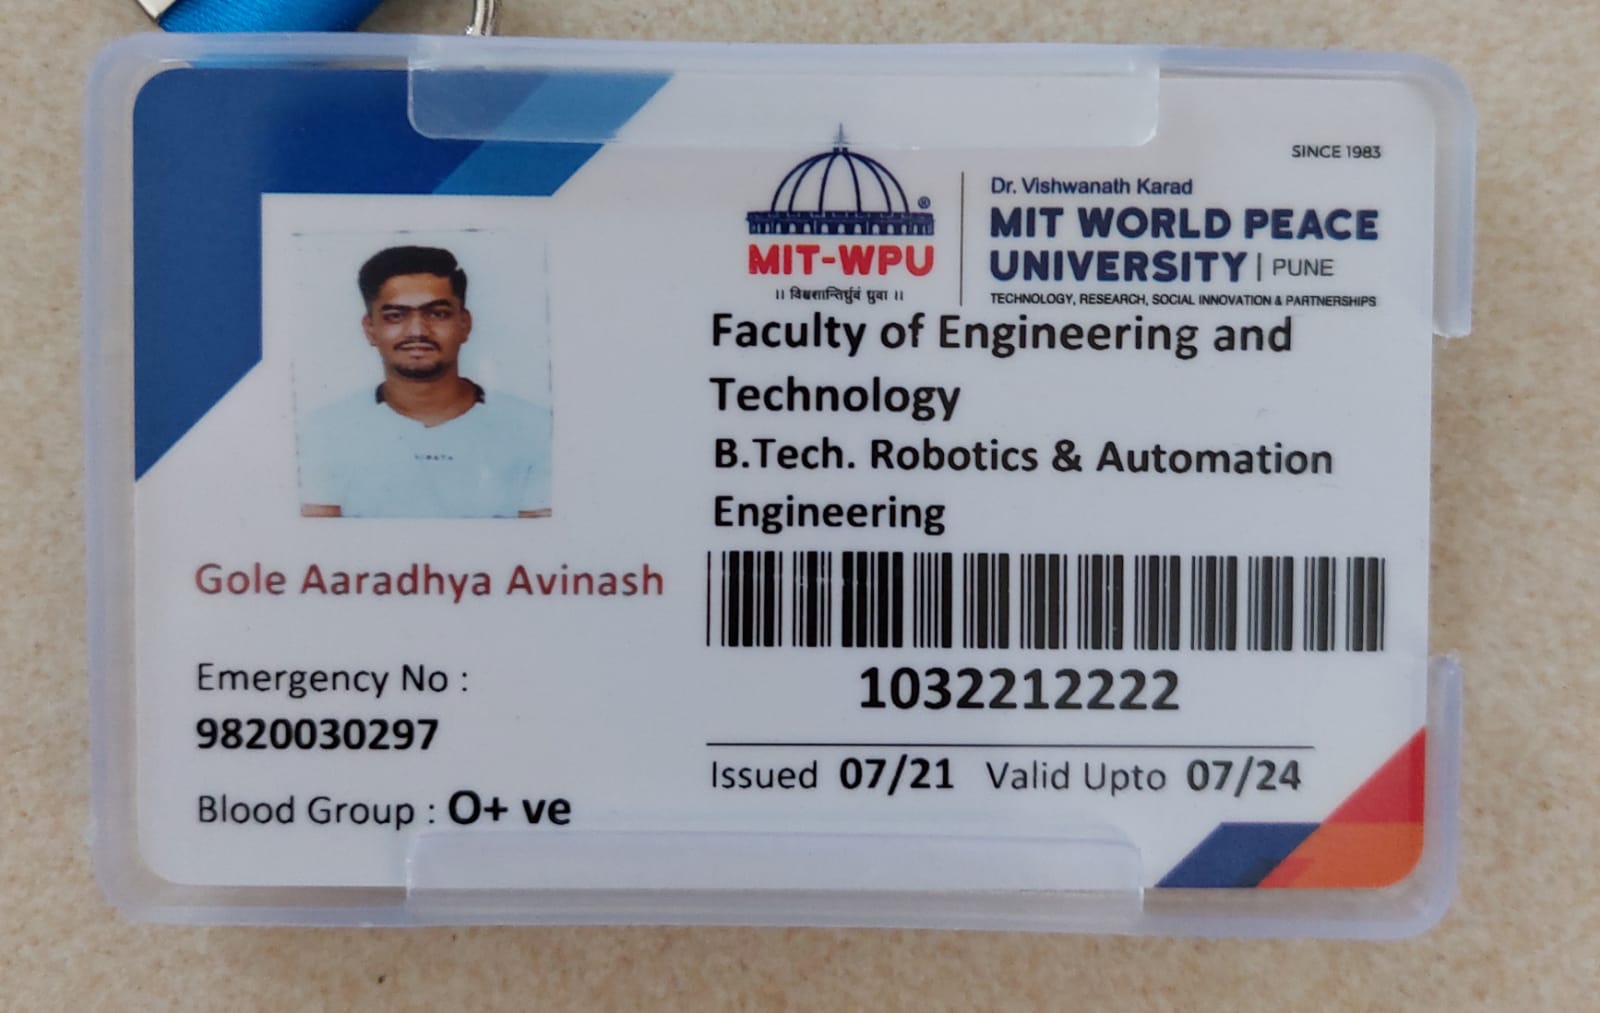 SINCE 1983
Dr. Vishwanath Karad
MIT WORLD PEACE
UNIVERSITY | PUNE
TECHNOLOGY, RESEARCH, SOCIAL INNOVATION & PARTNERSHIPS
MIT-WPU
॥ विश्वशान्तिर्ध्रुवं ध्रुवा ॥
Faculty of Engineering and
Technology
B.Tech. Robotics & Automation
Engineering
Gole Aaradhya Avinash
Emergency No :
9820030297
Blood Group : O+ ve
1032212222
Issued 07/21 Valid Upto 07/24